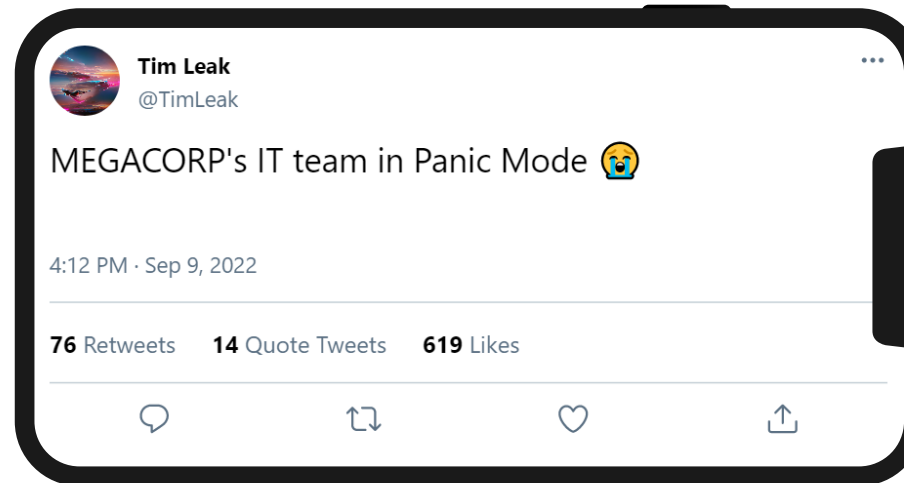 Tim Leak
@TimLeak
MEGACORP's IT team in Panic Mode 😭
4:12 PM · Sep 9, 2022
76 Retweets 14 Quote Tweets 619 Likes